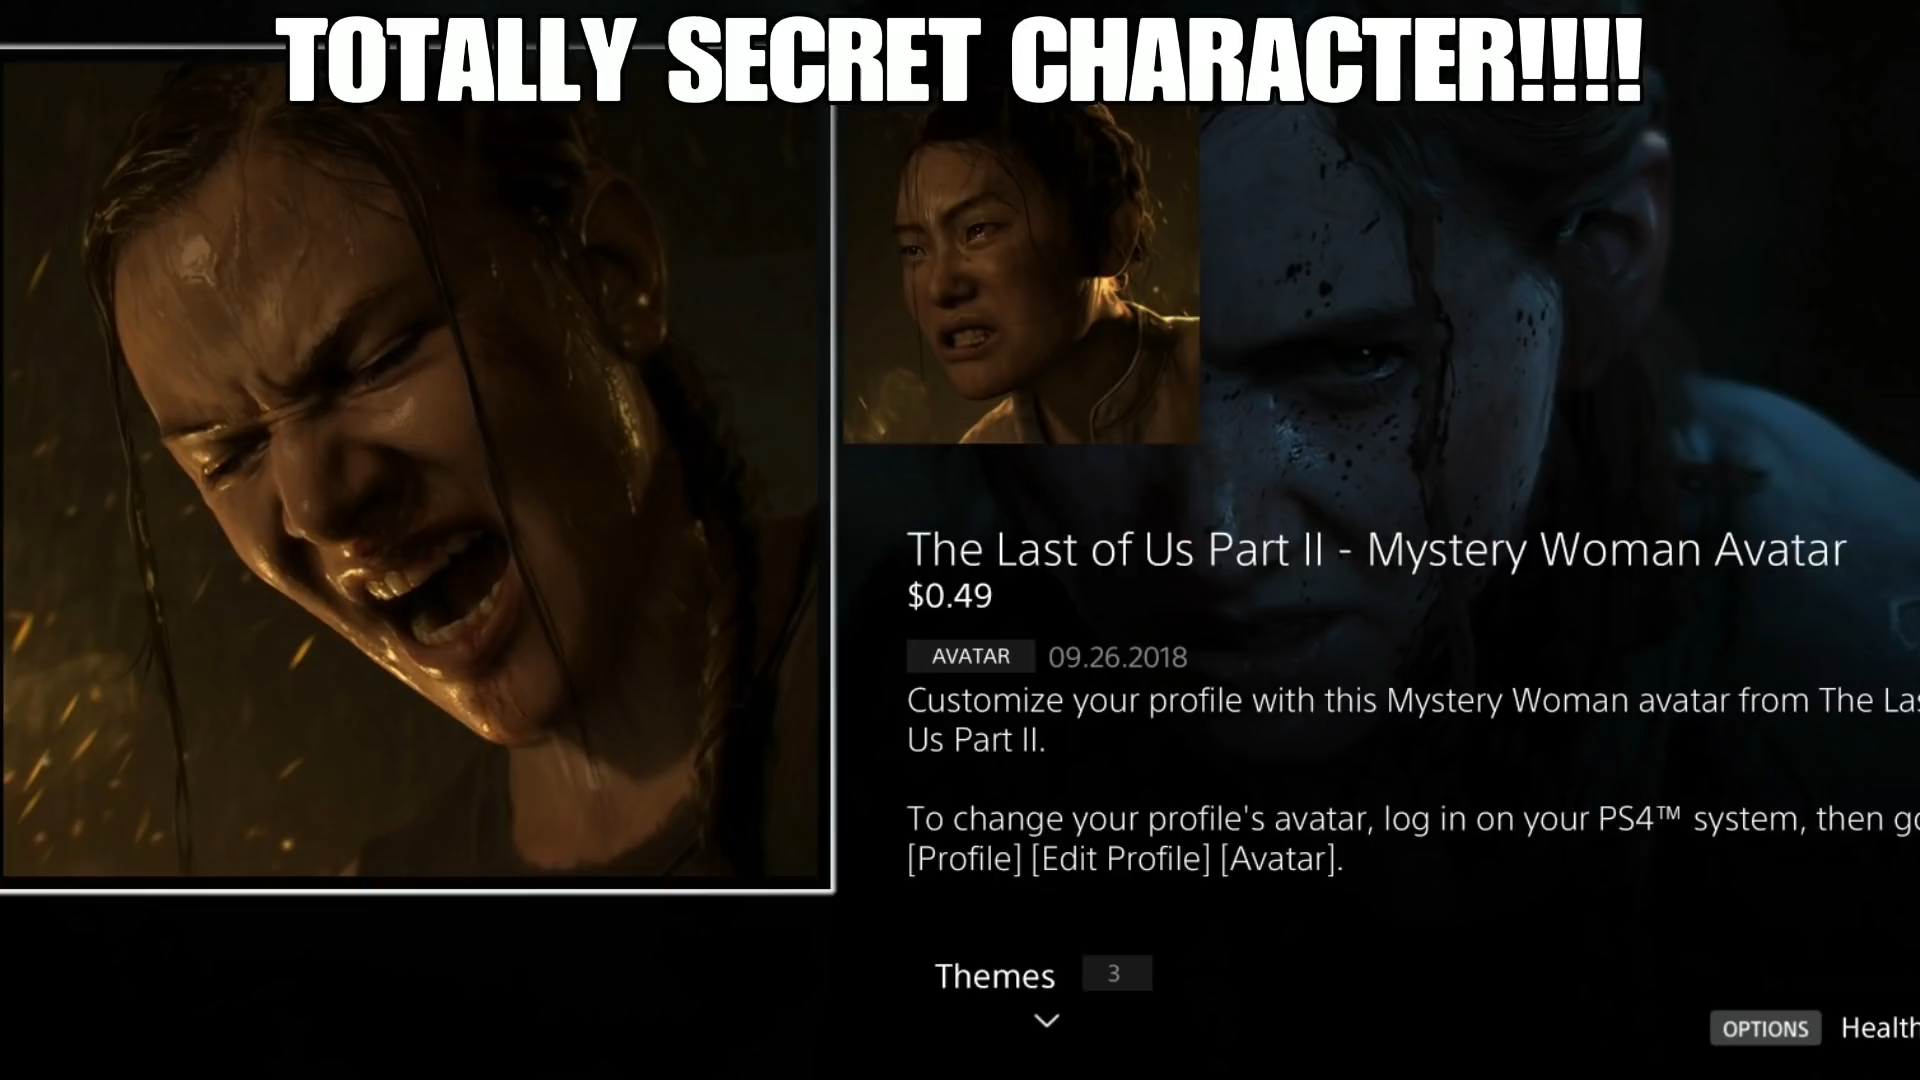 TOTALLY SECRET CHARACTER!!!!
The Last of Us Part II - Mystery Woman Avatar
$0.49
AVATAR 09.26.2018
Customize your profile with this Mystery Woman avatar from The Las
Us Part II.
To change your profile's avatar, log in on your PS4™ system, then go
[Profile] [Edit Profile] [Avatar].
Themes 3
OPTIONS Health